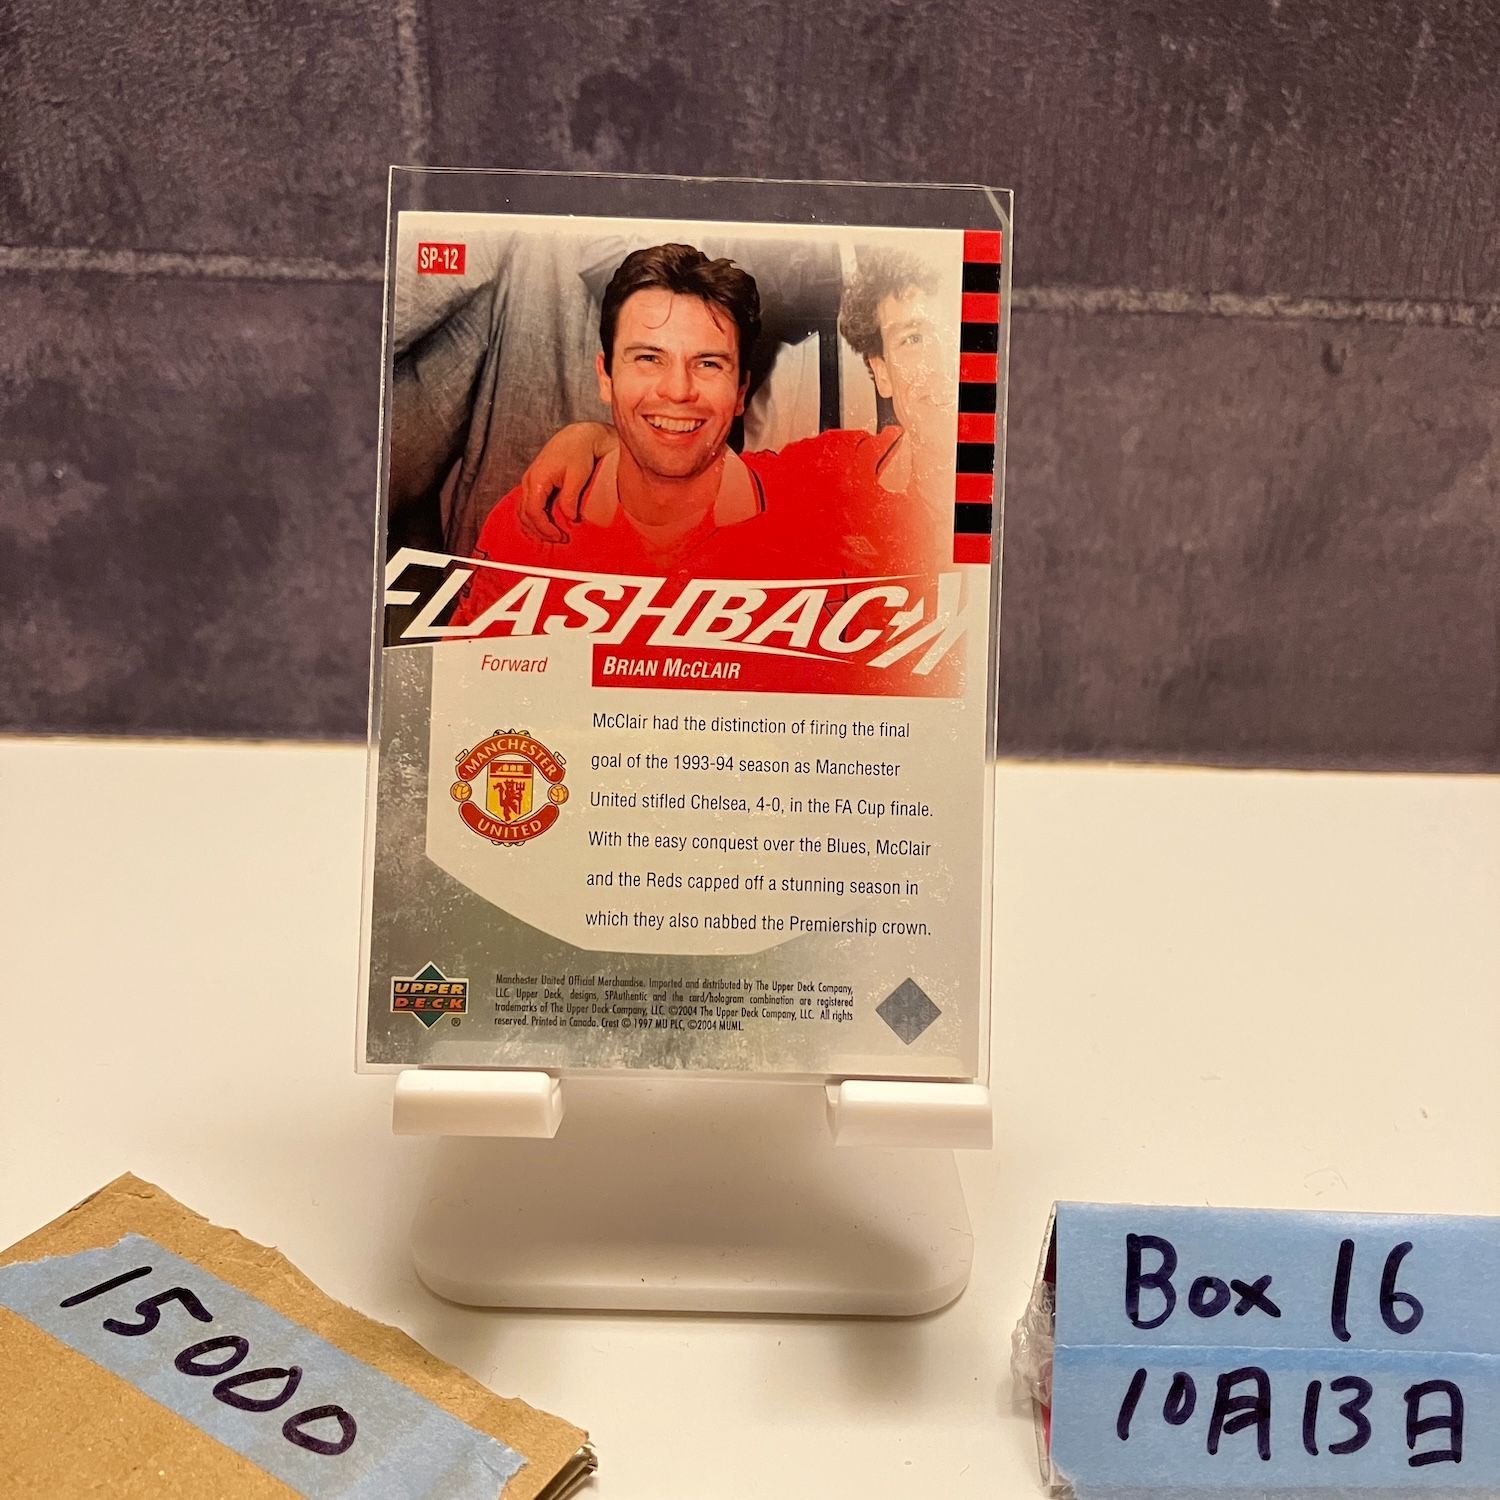 SP-12
FLASHBACK
Forward
BRIAN MCCLAIR
McClair had the distinction of firing the final
goal of the 1993-94 season as Manchester
United stifled Chelsea, 4-0, in the FA Cup finale.
With the easy conquest over the Blues, McClair
and the Reds capped off a stunning season in
which they also nabbed the Premiership crown.
MANCHESTER
UNITED
UPPER
D·E·C·K
®
Manchester United Official Merchandise. Imported and distributed by The Upper Deck Company,
LLC. Upper Deck, designs, SPAuthentic and the card/hologram combination are registered
trademarks of The Upper Deck Company, LLC. ©2004 The Upper Deck Company, LLC. All rights
reserved. Printed in Canada. Crest © 1997 MU PLC, ©2004 MUML.
15000
Box 16
10月13日